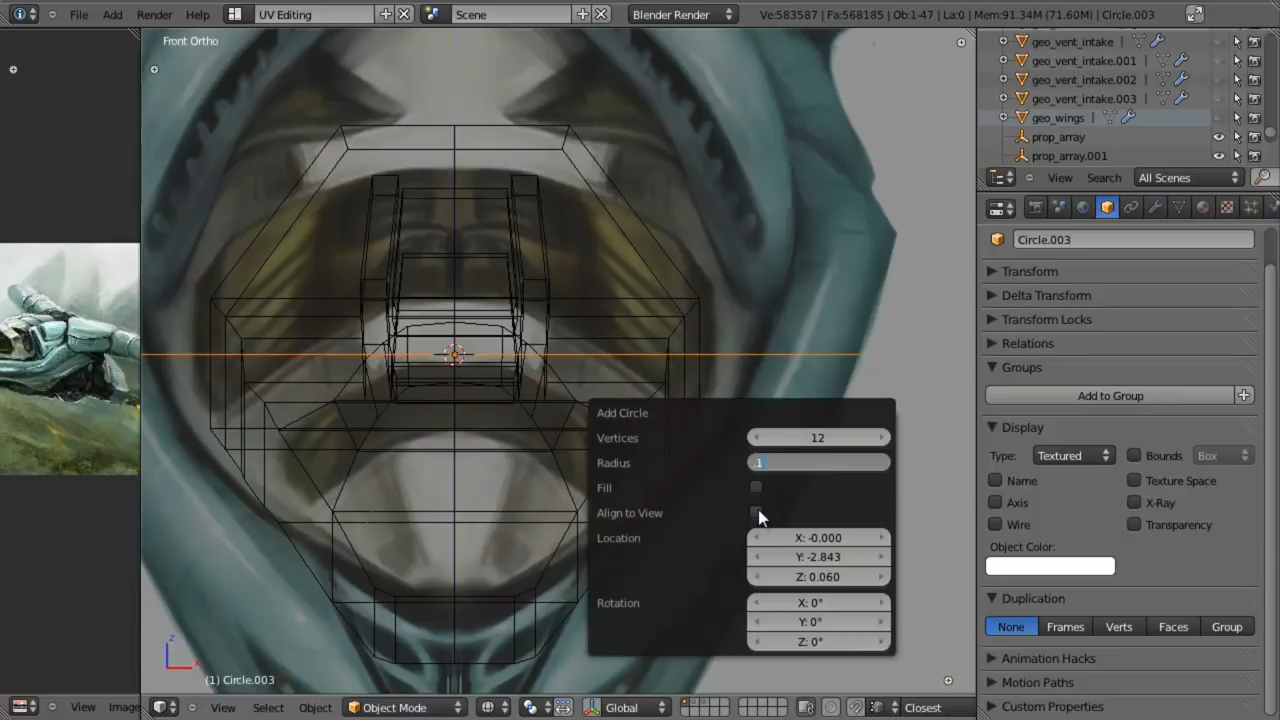 File Add Render Help UV Editing Scene Blender Render Ve:583587 | Fa:568185 | Ob:1-47 | La:0 | Mem:91.34M (71.60M) | Circle.003
Front Ortho
geo_vent_intake
geo_vent_intake.001
geo_vent_intake.002
geo_vent_intake.003
geo_wings
prop_array
prop_array.001
View Search All Scenes
Circle.003
Transform
Delta Transform
Transform Locks
Relations
Groups
Add to Group
Display
Type: Textured Bounds Box
Name Texture Space
Axis X-Ray
Wire Transparency
Object Color:
Duplication
None Frames Verts Faces Group
Animation Hacks
Motion Paths
Custom Properties
Add Circle
Vertices 12
Radius .1
Fill
Align to View
Location X: -0.000
Y: -2.843
Z: 0.060
Rotation X: 0°
Y: 0°
Z: 0°
z
(1) Circle.003
View Image
View Select Object Object Mode Global Closest